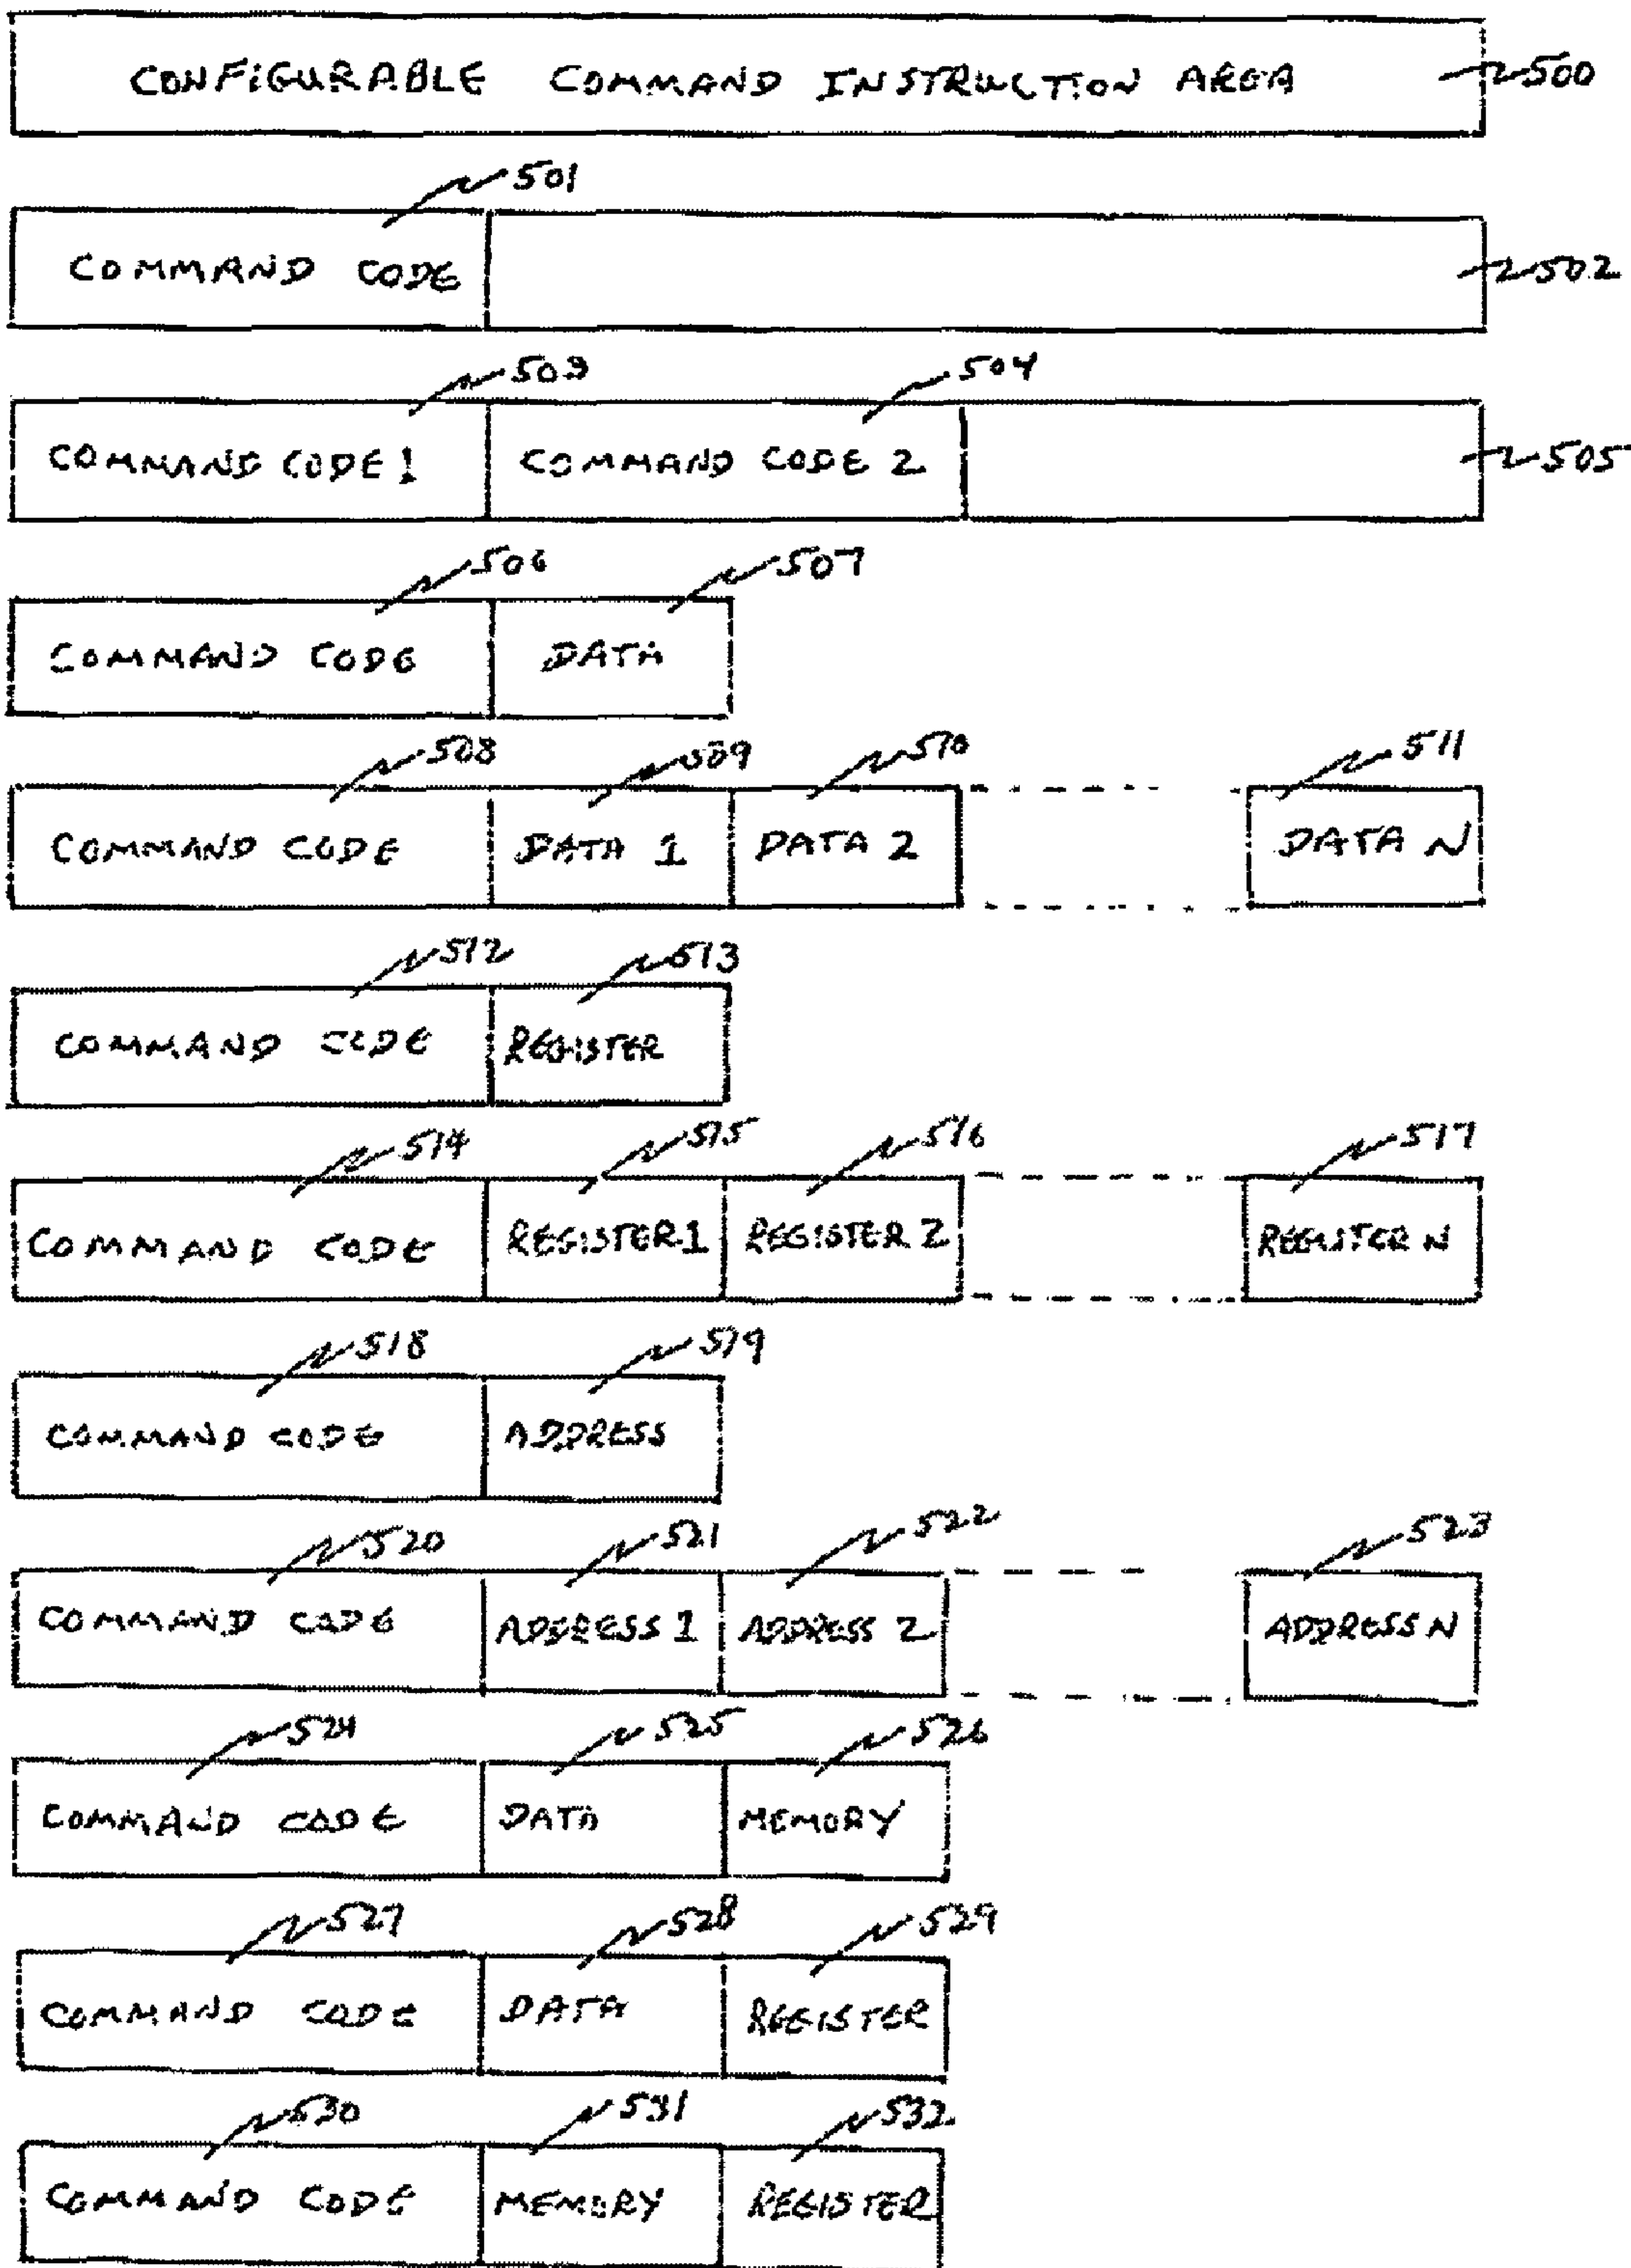 CONFIGURABLE COMMAND INSTRUCTION AREA 500
501
COMMAND CODE 502
503 504
COMMAND CODE 1 COMMAND CODE 2 505
506 507
COMMAND CODE DATA
508 509 510 511
COMMAND CODE DATA 1 DATA 2 DATA N
512 513
COMMAND CODE REGISTER
514 515 516 517
COMMAND CODE REGISTER 1 REGISTER 2 REGISTER N
518 519
COMMAND CODE ADDRESS
520 521 522 523
COMMAND CODE ADDRESS 1 ADDRESS 2 ADDRESS N
524 525 526
COMMAND CODE DATA MEMORY
527 528 529
COMMAND CODE DATA REGISTER
530 531 532
COMMAND CODE MEMORY REGISTER